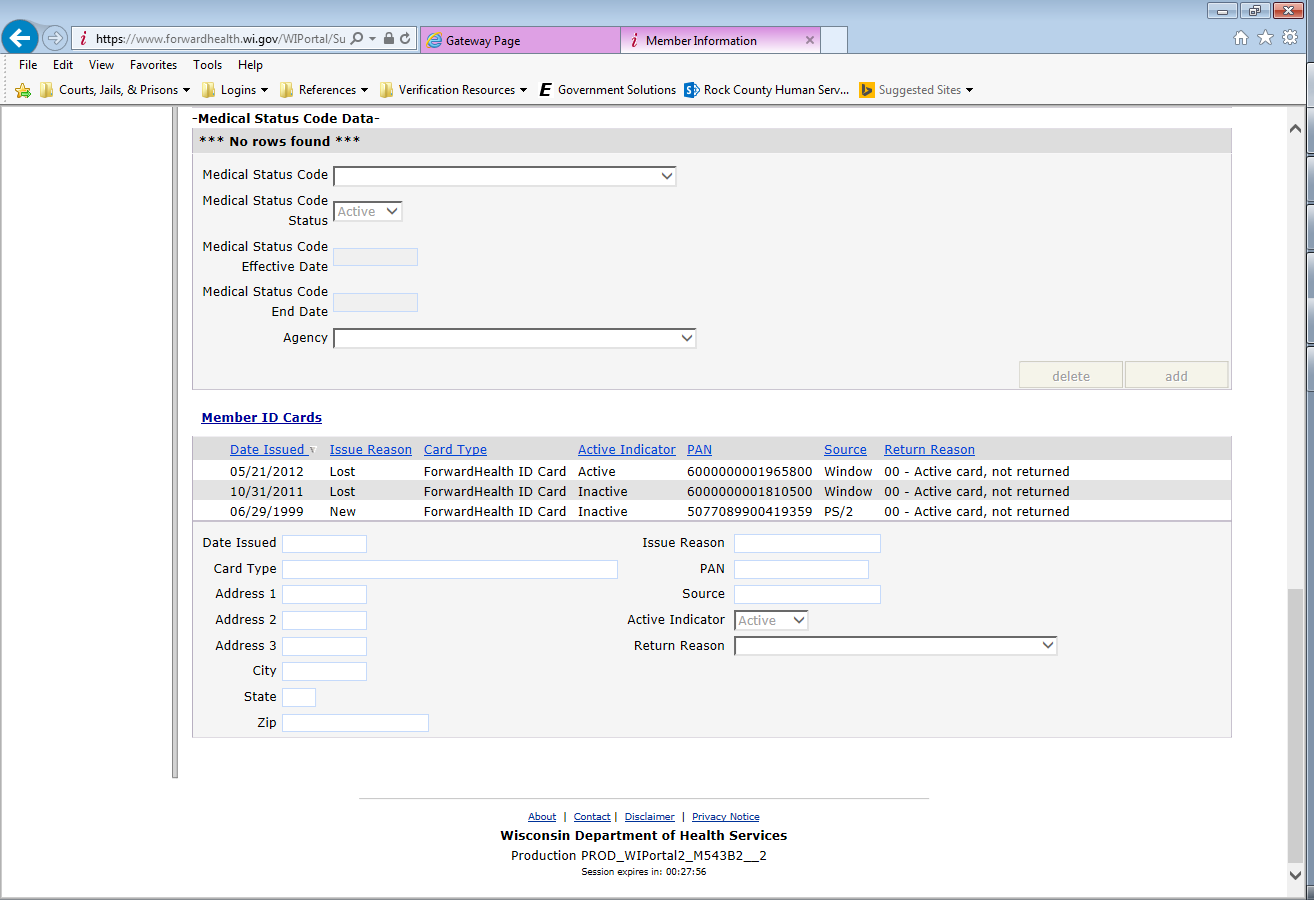 https://www.forwardhealth.wi.gov/WIPortal/Su
Gateway Page
Member Information
File Edit View Favorites Tools Help
Courts, Jails, & Prisons Logins References Verification Resources Government Solutions Rock County Human Serv... Suggested Sites
-Medical Status Code Data-
*** No rows found ***
Medical Status Code
Medical Status Code
Status Active
Medical Status Code
Effective Date
Medical Status Code
End Date
Agency
delete add
Member ID Cards
Date Issued Issue Reason Card Type Active Indicator PAN Source Return Reason
05/21/2012 Lost ForwardHealth ID Card Active 6000000001965800 Window 00 - Active card, not returned
10/31/2011 Lost ForwardHealth ID Card Inactive 6000000001810500 Window 00 - Active card, not returned
06/29/1999 New ForwardHealth ID Card Inactive 5077089900419359 PS/2 00 - Active card, not returned
Date Issued Issue Reason
Card Type PAN
Address 1 Source
Address 2 Active Indicator Active
Address 3 Return Reason
City
State
Zip
About | Contact | Disclaimer | Privacy Notice
Wisconsin Department of Health Services
Production PROD_WIPortal2_M543B2__2
Session expires in: 00:27:56